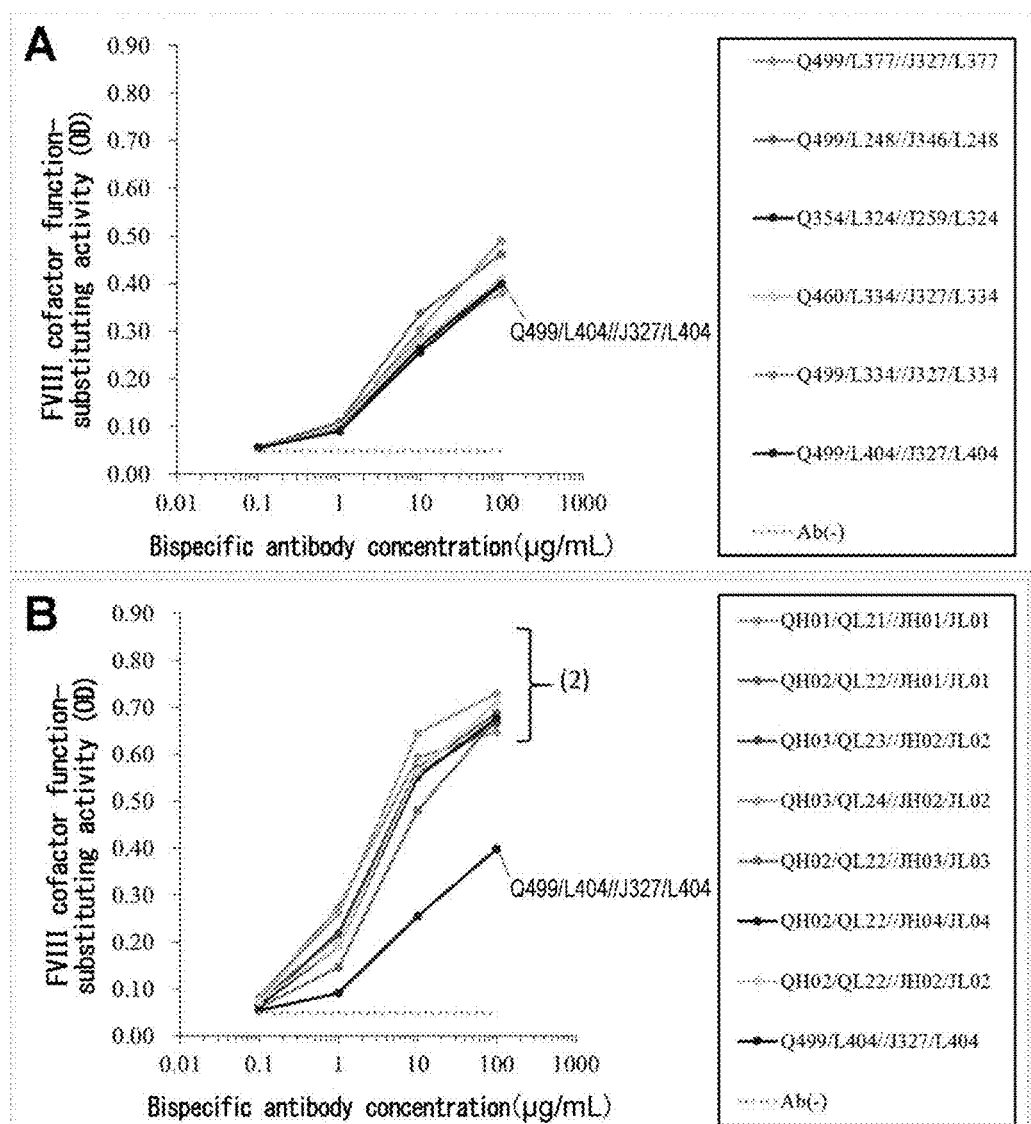 A
FVIII cofactor function-
substituting activity (OD)
0.90
0.80
0.70
0.60
0.50
0.40
0.30
0.20
0.10
0.00
0.01
0.1
1
10
100
1000
Bispecific antibody concentration(µg/mL)
Q499/L404//J327/L404
Q499/L377//J327/L377
Q499/L248//J346/L248
Q354/L324//J259/L324
Q460/L334//J327/L334
Q499/L334//J327/L334
Q499/L404//J327/L404
Ab(-)
B
FVIII cofactor function-
substituting activity (OD)
0.90
0.80
0.70
0.60
0.50
0.40
0.30
0.20
0.10
0.00
0.01
0.1
1
10
100
1000
Bispecific antibody concentration(µg/mL)
(2)
Q499/L404//J327/L404
QH01/QL21//JH01/JL01
QH02/QL22//JH01/JL01
QH03/QL23//JH02/JL02
QH03/QL24//JH02/JL02
QH02/QL22//JH03/JL03
QH02/QL22//JH04/JL04
QH02/QL22//JH02/JL02
Q499/L404//J327/L404
Ab(-)